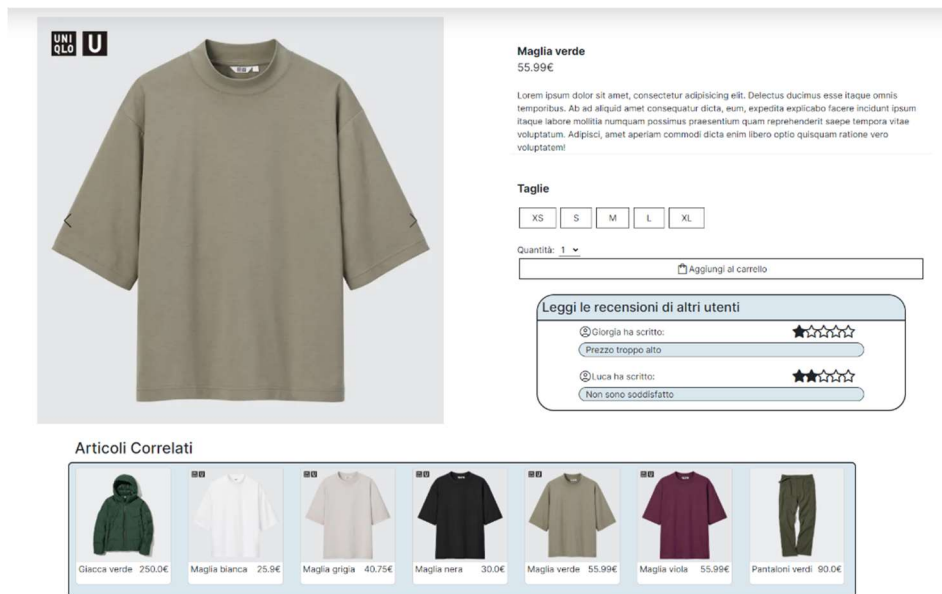 UNI
QLO
U
Maglia verde
55.99€
Lorem ipsum dolor sit amet, consectetur adipisicing elit. Delectus ducimus esse itaque omnis
temporibus. Ab ad aliquid amet consequatur dicta, eum, expedita explicabo facere incidunt ipsum
itaque labore mollitia numquam possimus praesentium quam reprehenderit saepe tempora vitae
voluptatum. Adipisci, amet aperiam commodi dicta enim libero optio quisquam ratione vero
voluptatem!
Taglie
XS S M L XL
Quantità: 1
Aggiungi al carrello
Leggi le recensioni di altri utenti
Giorgia ha scritto:
Prezzo troppo alto
Luca ha scritto:
Non sono soddisfatto
Articoli Correlati
Giacca verde 250.0€ Maglia bianca 25.9€ Maglia grigia 40.75€ Maglia nera 30.0€ Maglia verde 55.99€ Maglia viola 55.99€ Pantaloni verdi 90.0€